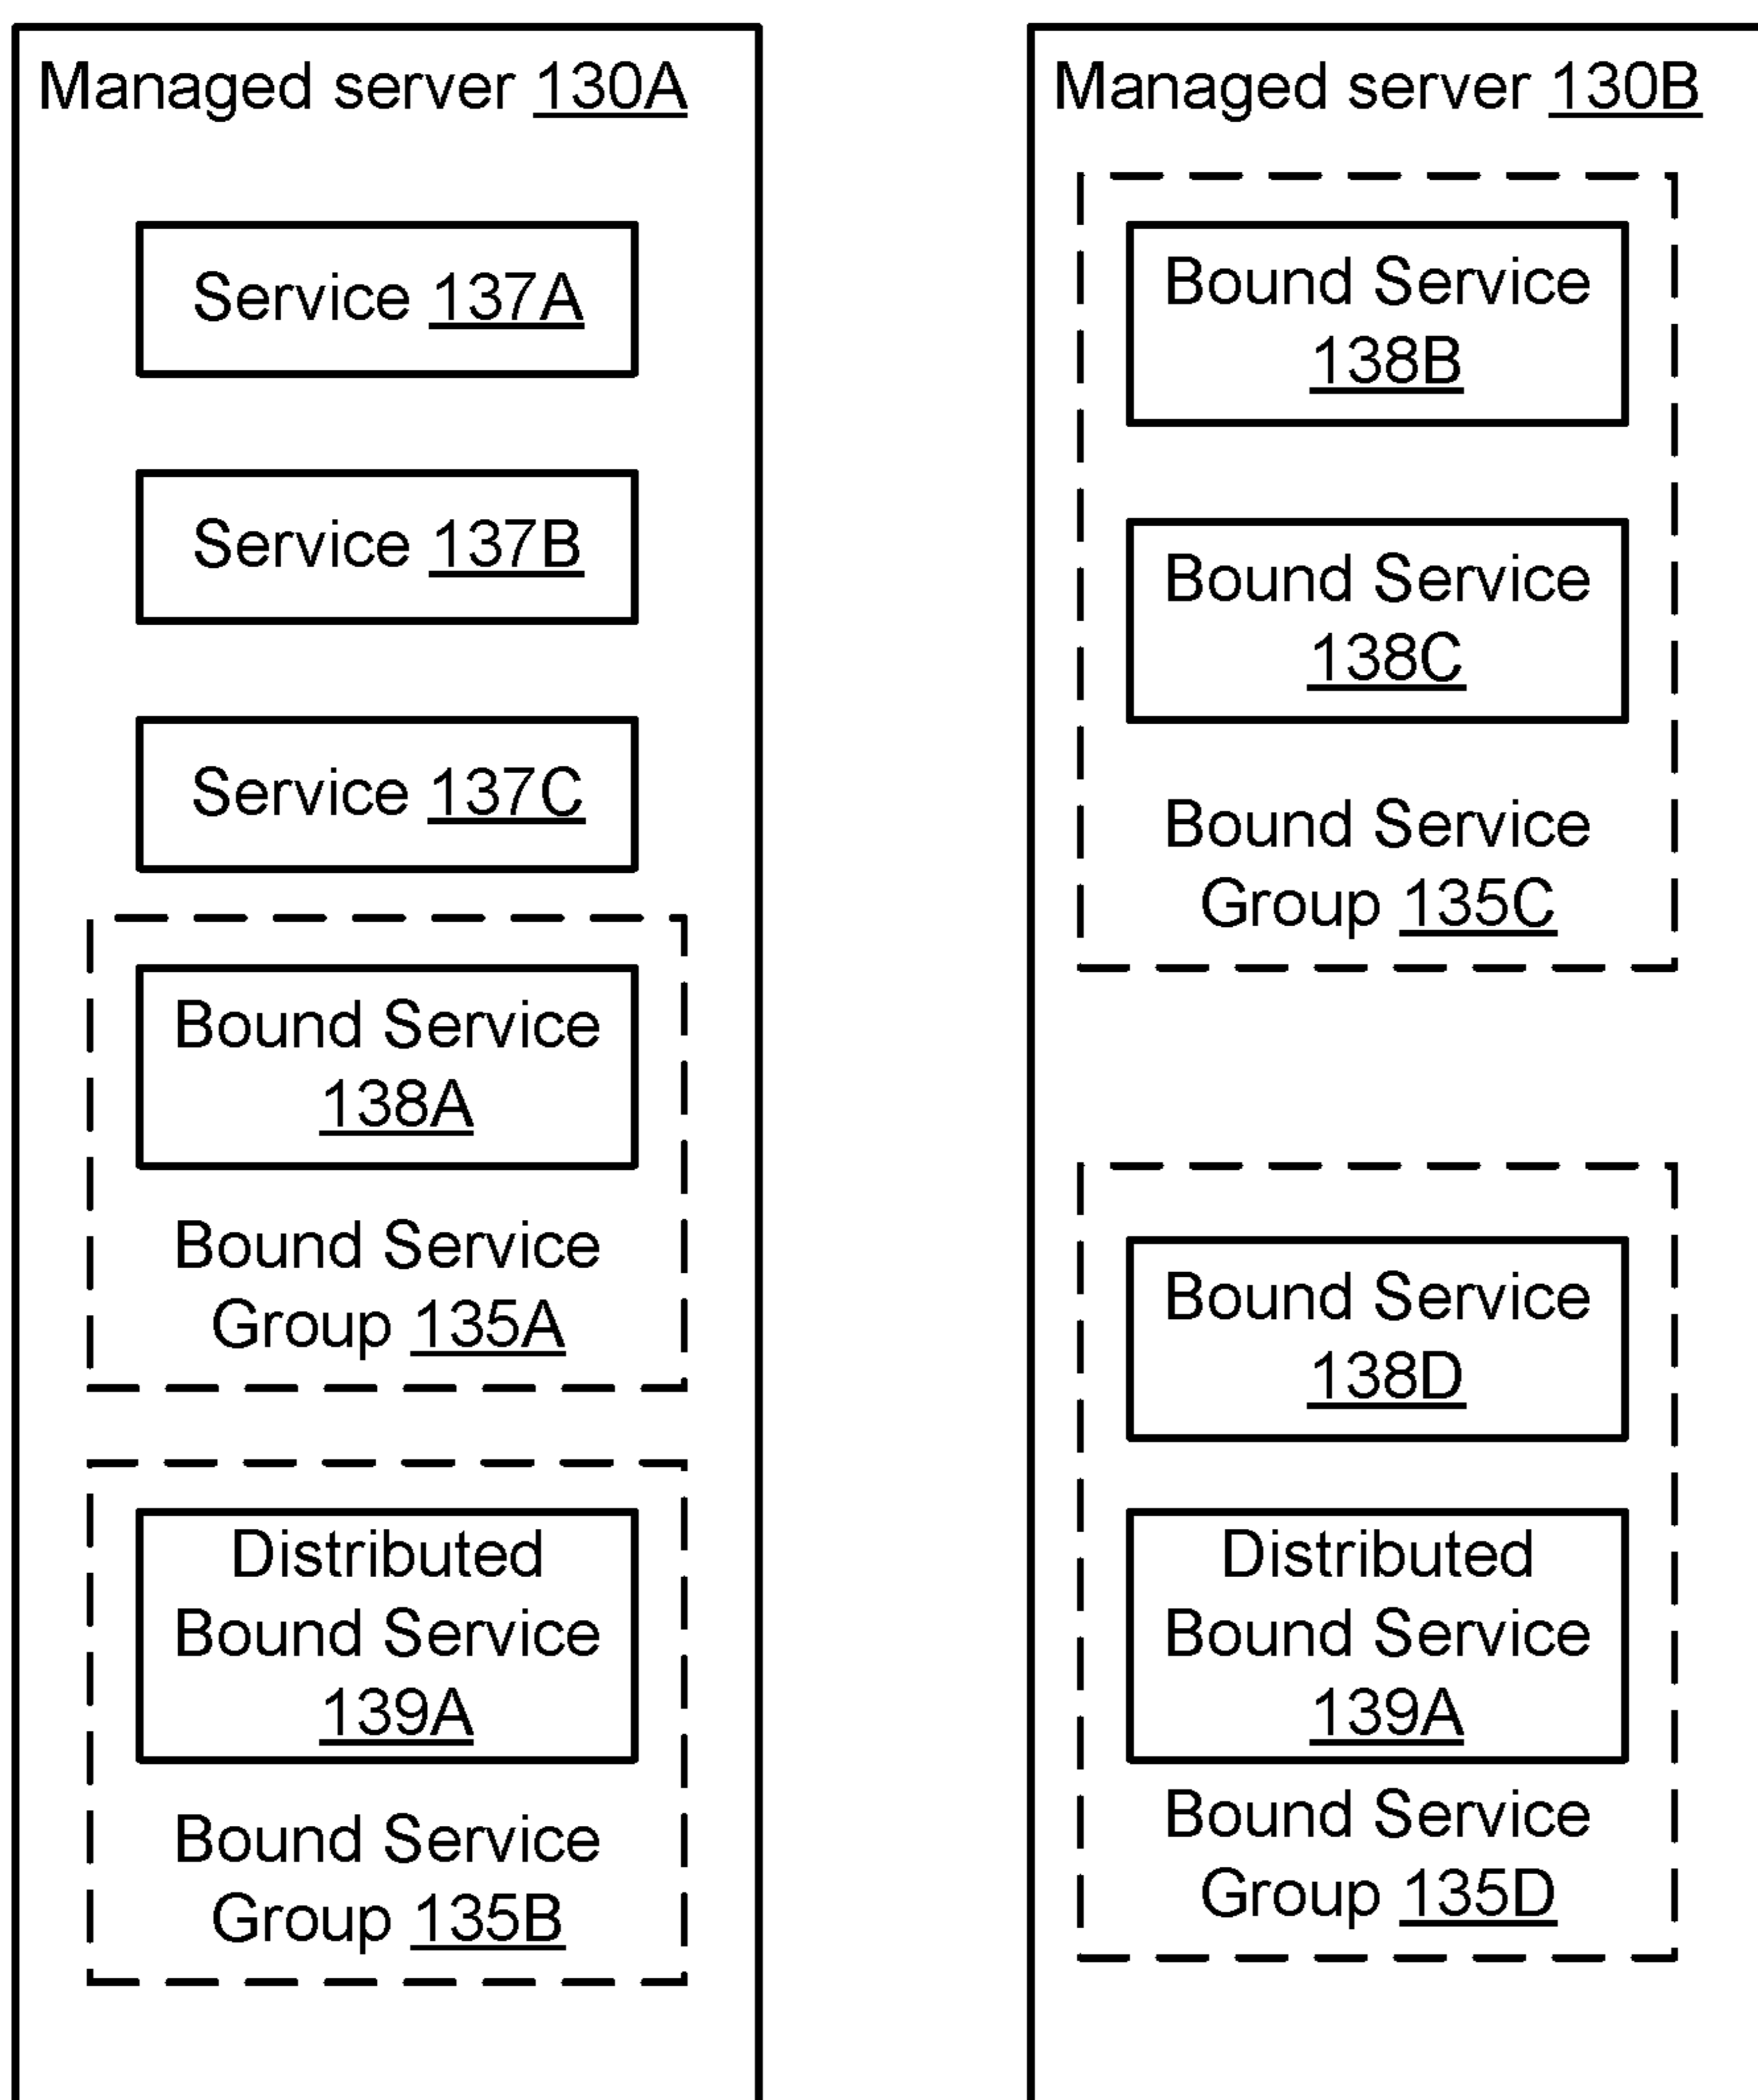 Managed server 130A
Service 137A
Service 137B
Service 137C
Bound Service
138A
Bound Service
Group 135A
Distributed
Bound Service
139A
Bound Service
Group 135B
Managed server 130B
Bound Service
138B
Bound Service
138C
Bound Service
Group 135C
Bound Service
138D
Distributed
Bound Service
139A
Bound Service
Group 135D